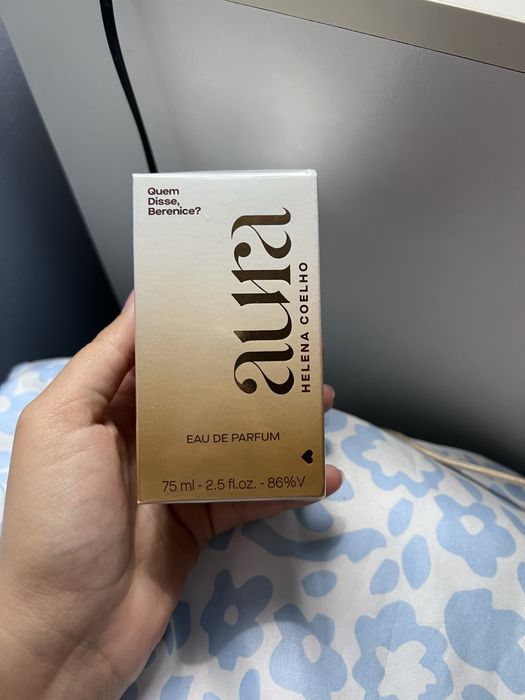 Quem
Disse,
Berenice?
aura
HELENA COELHO
EAU DE PARFUM
75 ml - 2.5 fl.oz. - 86%V